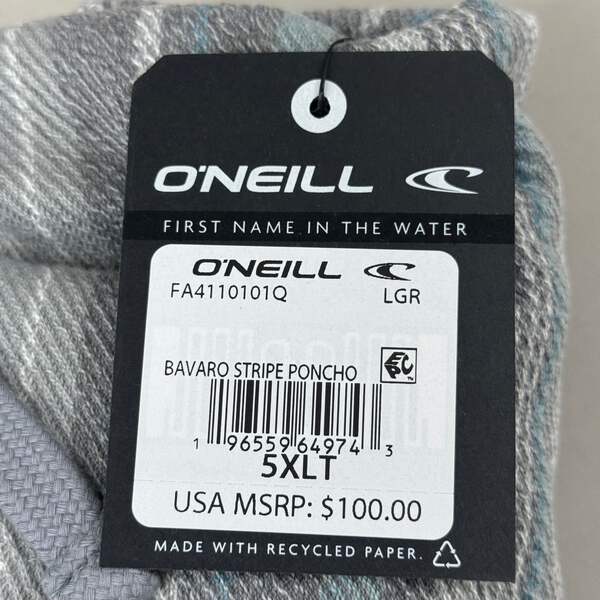 O'NEILL
FIRST NAME IN THE WATER
O'NEILL
FA4110101Q LGR
BAVARO STRIPE PONCHO EPC™
1 96559 64974 3
5XLT
USA MSRP: $100.00
MADE WITH RECYCLED PAPER.